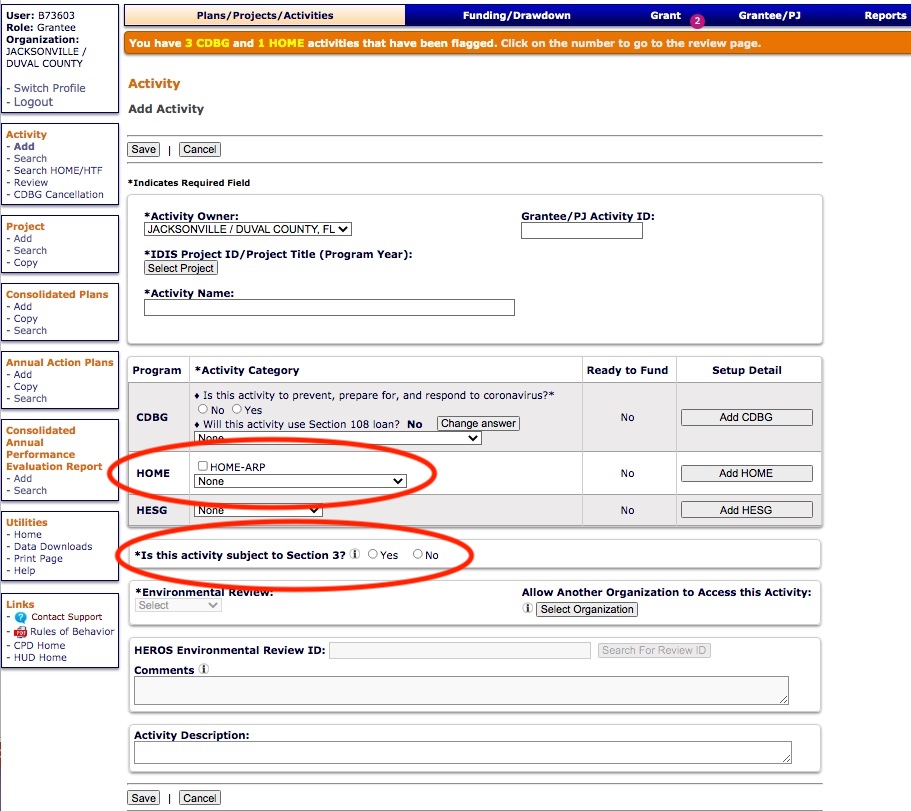 User: B73603
Role: Grantee
Organization:
JACKSONVILLE /
DUVAL COUNTY
- Switch Profile
- Logout
Activity
- Add
- Search
- Search HOME/HTF
- Review
- CDBG Cancellation
Project
- Add
- Search
- Copy
Consolidated Plans
- Add
- Copy
- Search
Annual Action Plans
- Add
- Copy
- Search
Consolidated
Annual
Performance
Evaluation Report
- Add
- Search
Utilities
- Home
- Data Downloads
- Print Page
- Help
Links
- ? Contact Support
- PDF Rules of Behavior
- CPD Home
- HUD Home
Plans/Projects/Activities Funding/Drawdown Grant 2 Grantee/PJ Reports
You have 3 CDBG and 1 HOME activities that have been flagged. Click on the number to go to the review page.
Activity
Add Activity
Save | Cancel
*Indicates Required Field
*Activity Owner: Grantee/PJ Activity ID:
JACKSONVILLE / DUVAL COUNTY, FL
*IDIS Project ID/Project Title (Program Year):
Select Project
*Activity Name:
Program *Activity Category Ready to Fund Setup Detail
♦ Is this activity to prevent, prepare for, and respond to coronavirus?*
No Yes
CDBG No Add CDBG
♦ Will this activity use Section 108 loan? No Change answer
None
HOME-ARP
HOME No Add HOME
None
HESG None No Add HESG
*Is this activity subject to Section 3? i Yes No
*Environmental Review: Allow Another Organization to Access this Activity:
Select i Select Organization
HEROS Environmental Review ID: Search For Review ID
Comments i
Activity Description:
Save | Cancel